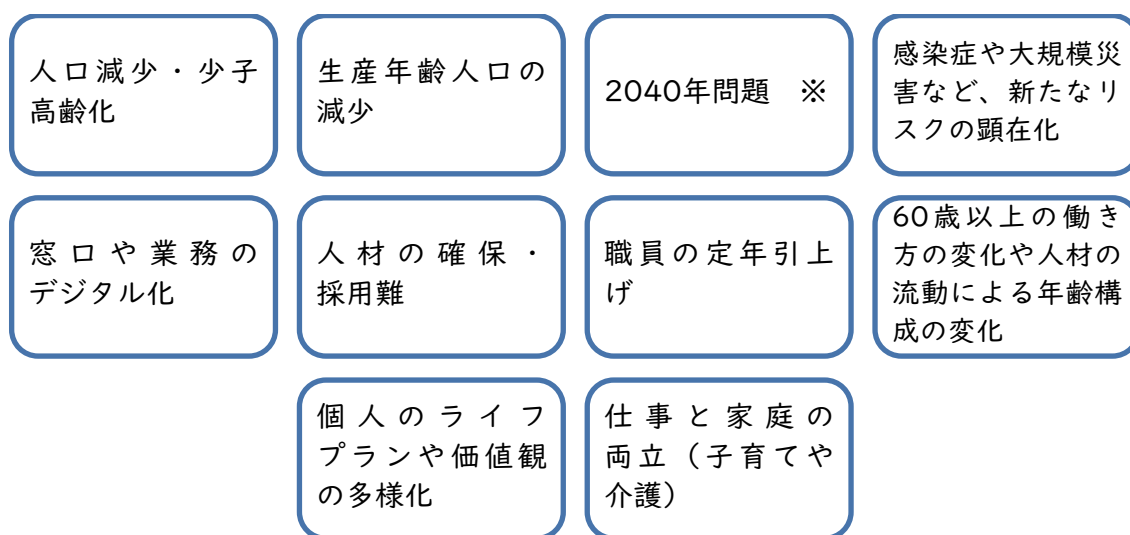 人口減少・少子
高齢化
生産年齢人口の
減少
2040年問題　※
感染症や大規模災
害など、新たなリ
スクの顕在化
窓口や業務の
デジタル化
人材の確保・
採用難
職員の定年引上
げ
60歳以上の働き
方の変化や人材の
流動による年齢構
成の変化
個人のライフ
プランや価値観
の多様化
仕事と家庭の
両立（子育てや
介護）